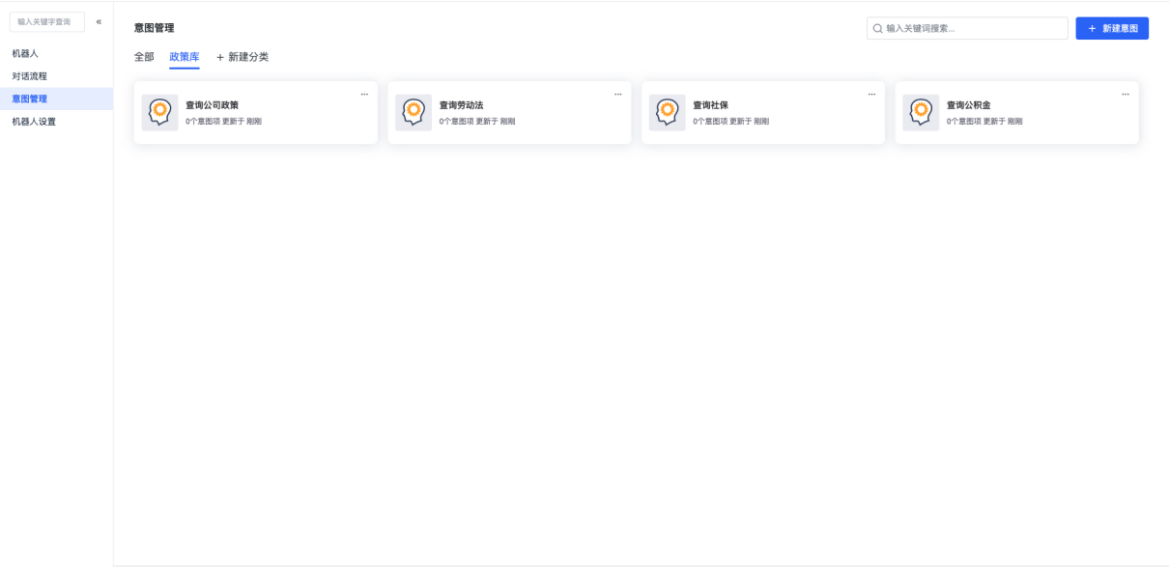 输入关键字查询 «
机器人
对话流程
意图管理
机器人设置
意图管理
输入关键词搜索...
+ 新建意图
全部 政策库 + 新建分类
查询公司政策
0个意图项 更新于 刚刚
...
查询劳动法
0个意图项 更新于 刚刚
...
查询社保
0个意图项 更新于 刚刚
...
查询公积金
0个意图项 更新于 刚刚
...